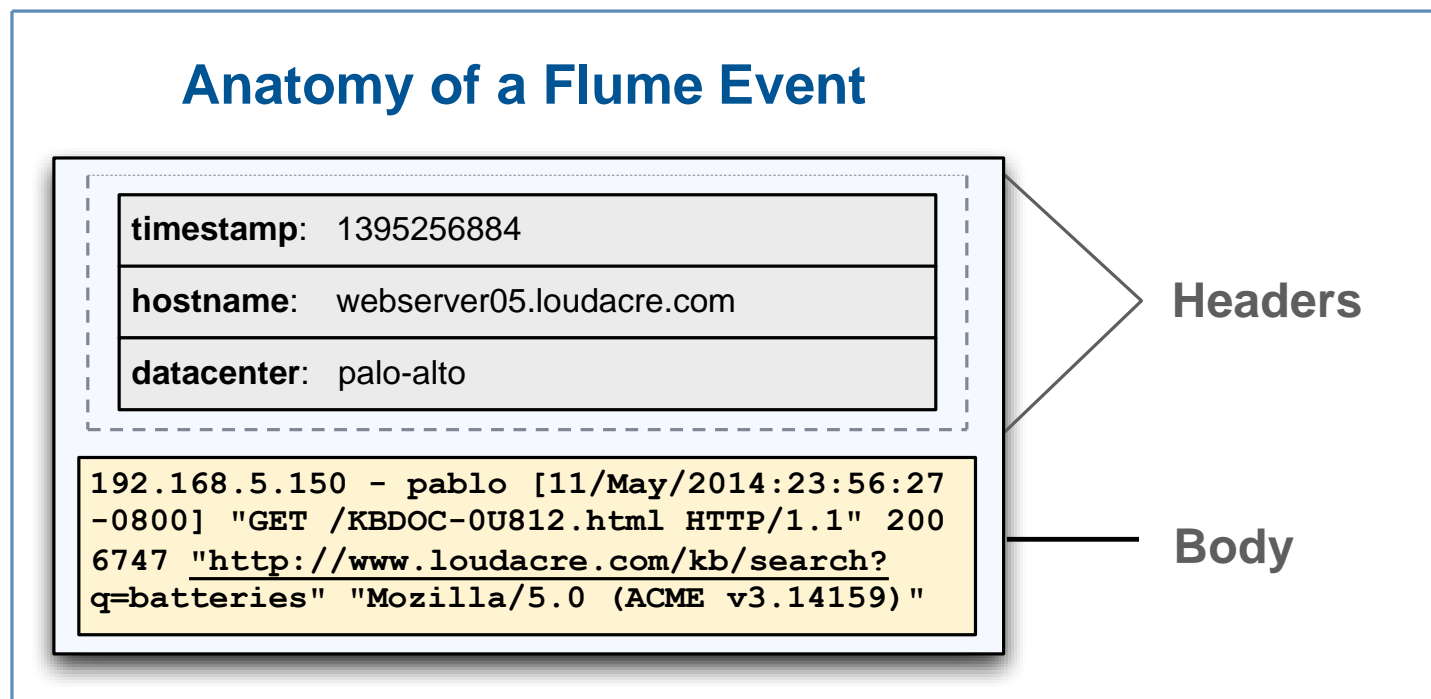 Anatomy of a Flume Event
timestamp: 1395256884
hostname: webserver05.loudacre.com
datacenter: palo-alto
Headers
192.168.5.150 - pablo [11/May/2014:23:56:27
-0800] "GET /KBDOC-0U812.html HTTP/1.1" 200
6747 "http://www.loudacre.com/kb/search?
q=batteries" "Mozilla/5.0 (ACME v3.14159)"
Body